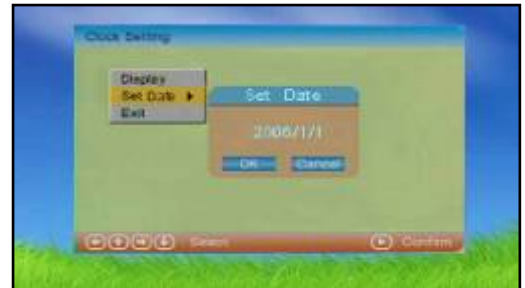 Clock Setting
Display
Set Date
Exit
Set Date
2006/1/1
OK Cancel
Select Confirm